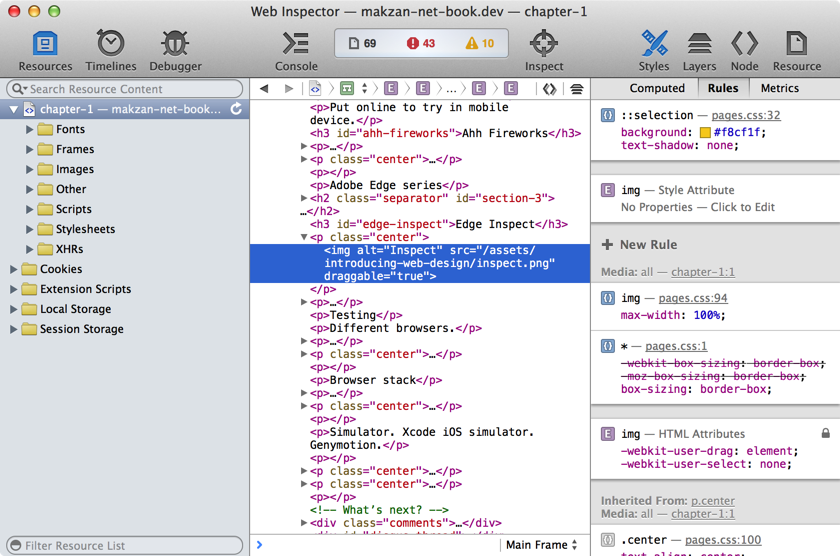 Web Inspector — makzan-net-book.dev — chapter-1
Resources
Timelines
Debugger
Console
69
43
10
Inspect
Styles
Layers
Node
Resource
Search Resource Content
chapter-1 — makzan-net-book...
Fonts
Frames
Images
Other
Scripts
Stylesheets
XHRs
Cookies
Extension Scripts
Local Storage
Session Storage
Filter Resource List
E
E
...
E
E
<p>Put online to try in mobile
device.</p>
<h3 id="ahh-fireworks">Ahh Fireworks</h3>
<p>…</p>
<p class="center">…</p>
<p></p>
<p>Adobe Edge series</p>
<h2 class="separator" id="section-3">
…</h2>
<h3 id="edge-inspect">Edge Inspect</h3>
<p class="center">
<img alt="Inspect" src="/assets/
introducing-web-design/inspect.png"
draggable="true">
</p>
<p>…</p>
<p>Testing</p>
<p>Different browsers.</p>
<p>…</p>
<p class="center">…</p>
<p></p>
<p>Browser stack</p>
<p>…</p>
<p class="center">…</p>
<p></p>
<p>Simulator. Xcode iOS simulator.
Genymotion.</p>
<p></p>
<p class="center">…</p>
<p class="center">…</p>
<p></p>
<!-- What's next? -->
<div class="comments">…</div>
Main Frame
Computed
Rules
Metrics
::selection — pages.css:32
background: #f8cf1f;
text-shadow: none;
E img — Style Attribute
No Properties — Click to Edit
+ New Rule
Media: all — chapter-1:1
img — pages.css:94
max-width: 100%;
* — pages.css:1
-webkit-box-sizing: border-box;
-moz-box-sizing: border-box;
box-sizing: border-box;
E img — HTML Attributes
-webkit-user-drag: element;
-webkit-user-select: none;
Inherited From: p.center
Media: all — chapter-1:1
.center — pages.css:100
text-align: center;